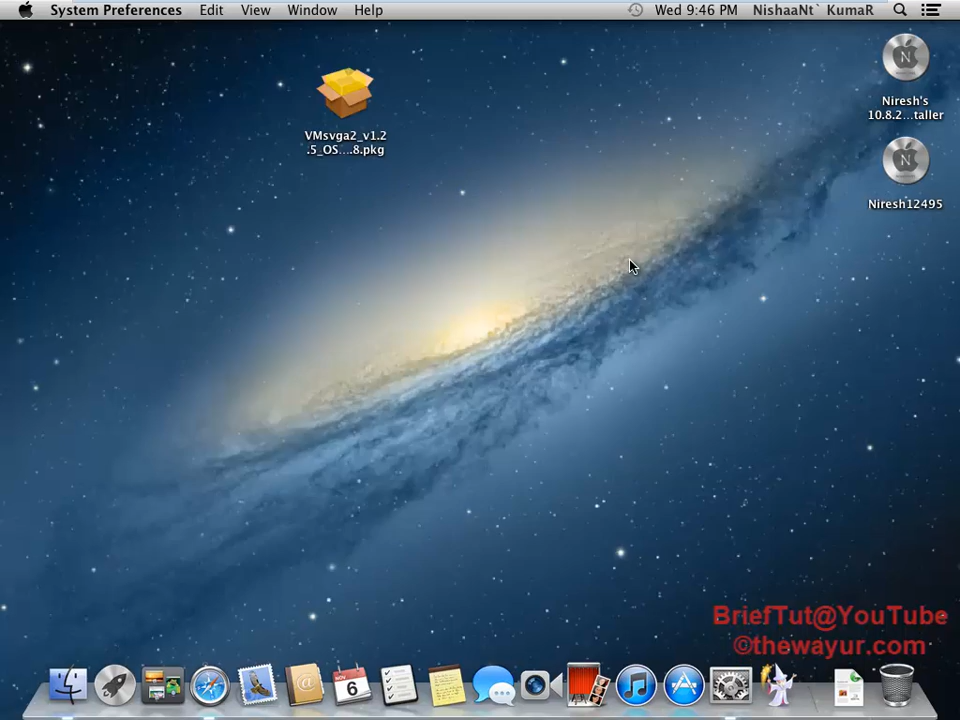 System Preferences Edit View Window Help Wed 9:46 PM NishaaNt` KumaR
VMsvga2_v1.2
.5_OS....8.pkg
Niresh's
10.8.2...taller
Niresh12495
BriefTut@YouTube
©thewayur.com
6